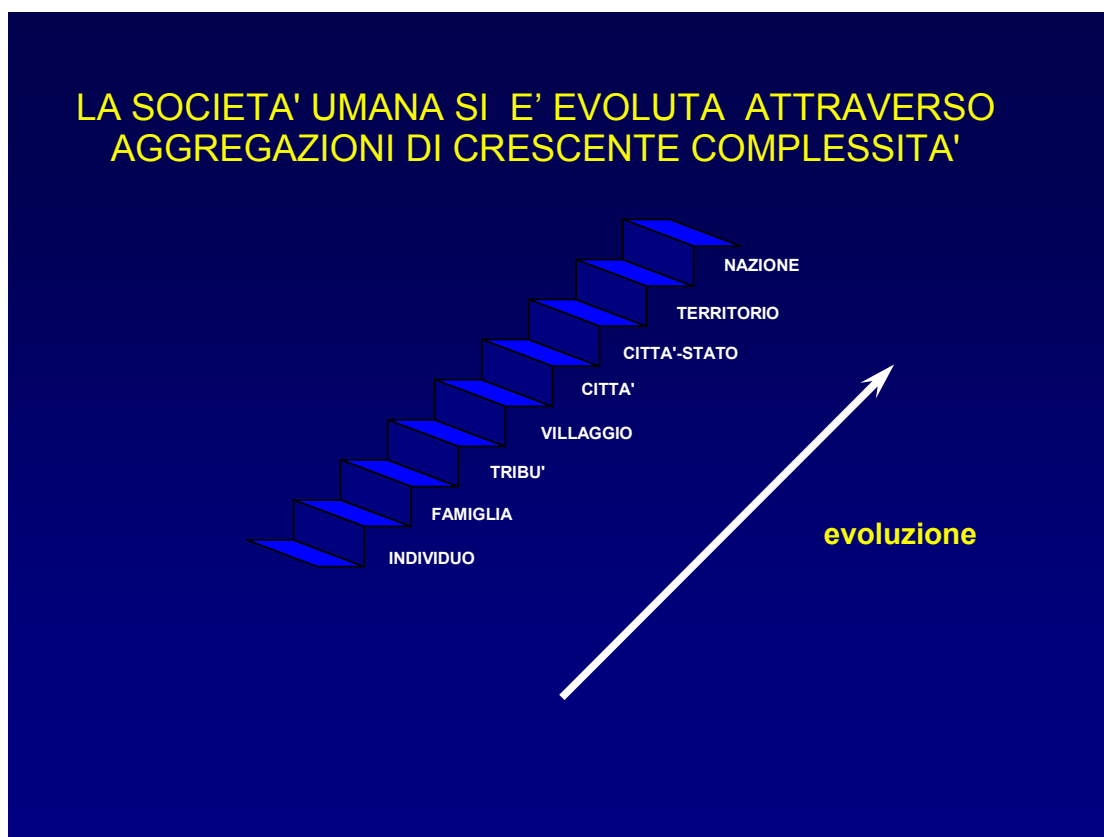 LA SOCIETA' UMANA SI E’ EVOLUTA ATTRAVERSO
AGGREGAZIONI DI CRESCENTE COMPLESSITA'
NAZIONE
TERRITORIO
CITTA'-STATO
CITTA'
VILLAGGIO
TRIBU'
FAMIGLIA
evoluzione
INDIVIDUO